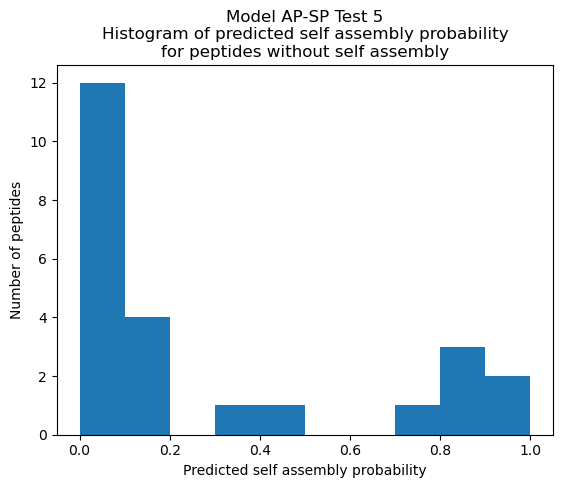 Model AP-SP Test 5
Histogram of predicted self assembly probability
for peptides without self assembly
12
10
8
6
4
2
0
Number of peptides
0.0 0.2 0.4 0.6 0.8 1.0
Predicted self assembly probability